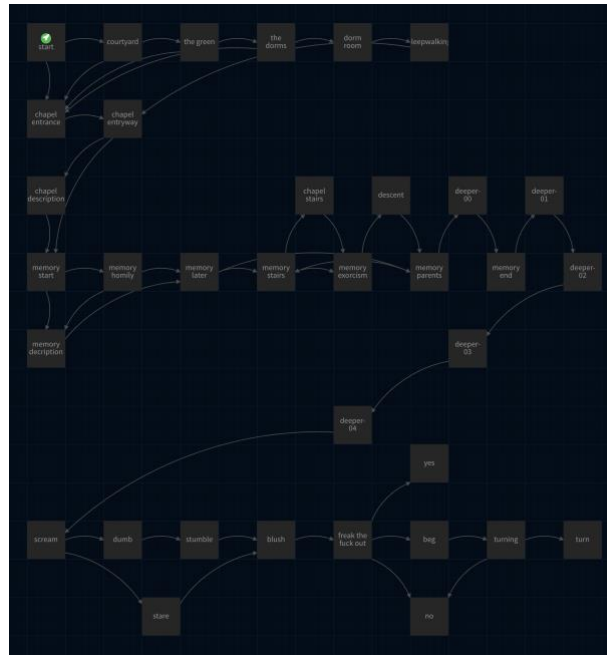 start
courtyard
the green
the
dorms
dorm
room
leepwalking
chapel
entrance
chapel
entryway
chapel
description
chapel
stairs
descent
deeper-
00
deeper-
01
memory
start
memory
homily
memory
later
memory
stairs
memory
exorcism
memory
parents
memory
end
deeper-
02
memory
decription
deeper-
03
deeper-
04
yes
scream
dumb
stumble
blush
freak the
fuck out
beg
turning
turn
stare
no